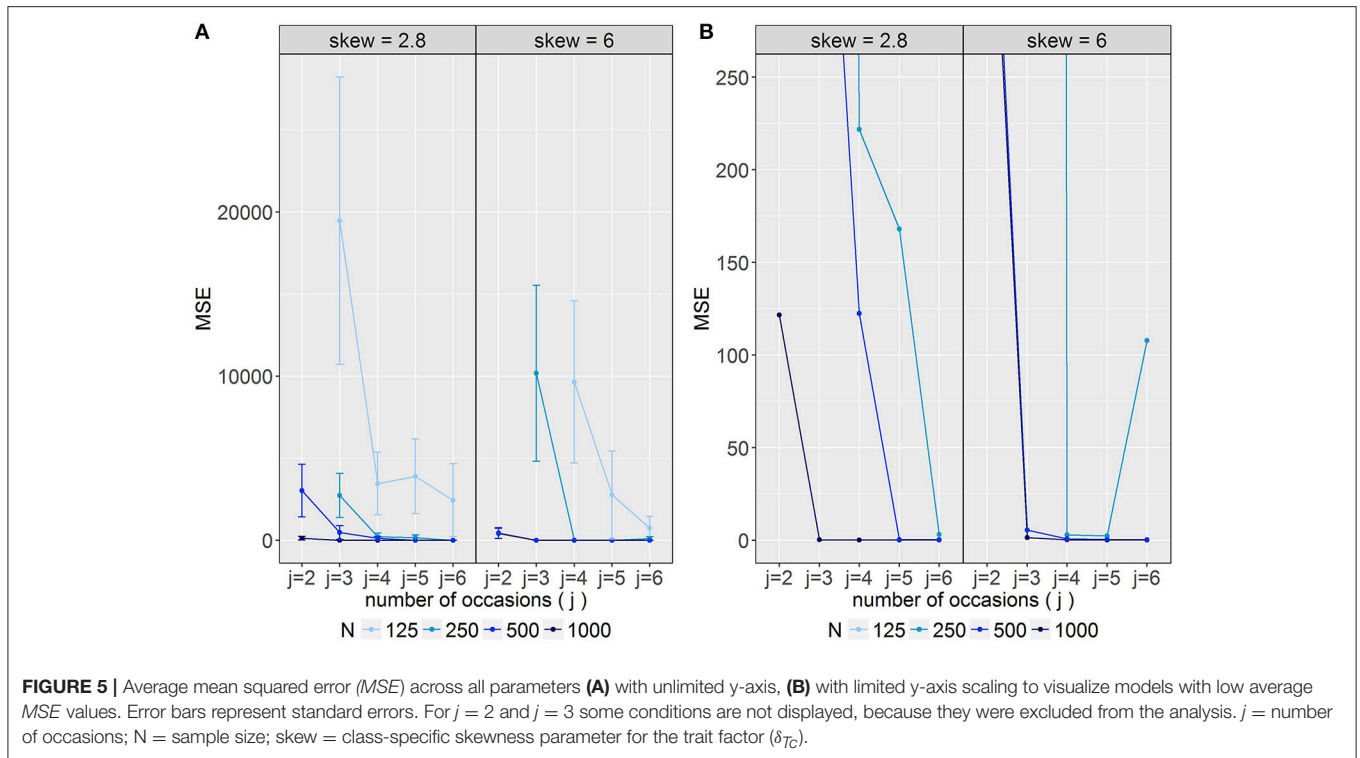 A
B
skew = 2.8
skew = 6
skew = 2.8
skew = 6
MSE
20000
10000
0
j=2 j=3 j=4 j=5 j=6
j=2 j=3 j=4 j=5 j=6
number of occasions ( j )
N 125 250 500 1000
MSE
250
200
150
100
50
0
j=2 j=3 j=4 j=5 j=6
j=2 j=3 j=4 j=5 j=6
number of occasions ( j )
N 125 250 500 1000
FIGURE 5 | Average mean squared error (MSE) across all parameters (A) with unlimited y-axis, (B) with limited y-axis scaling to visualize models with low average
MSE values. Error bars represent standard errors. For j = 2 and j = 3 some conditions are not displayed, because they were excluded from the analysis. j = number
of occasions; N = sample size; skew = class-specific skewness parameter for the trait factor (δTc).